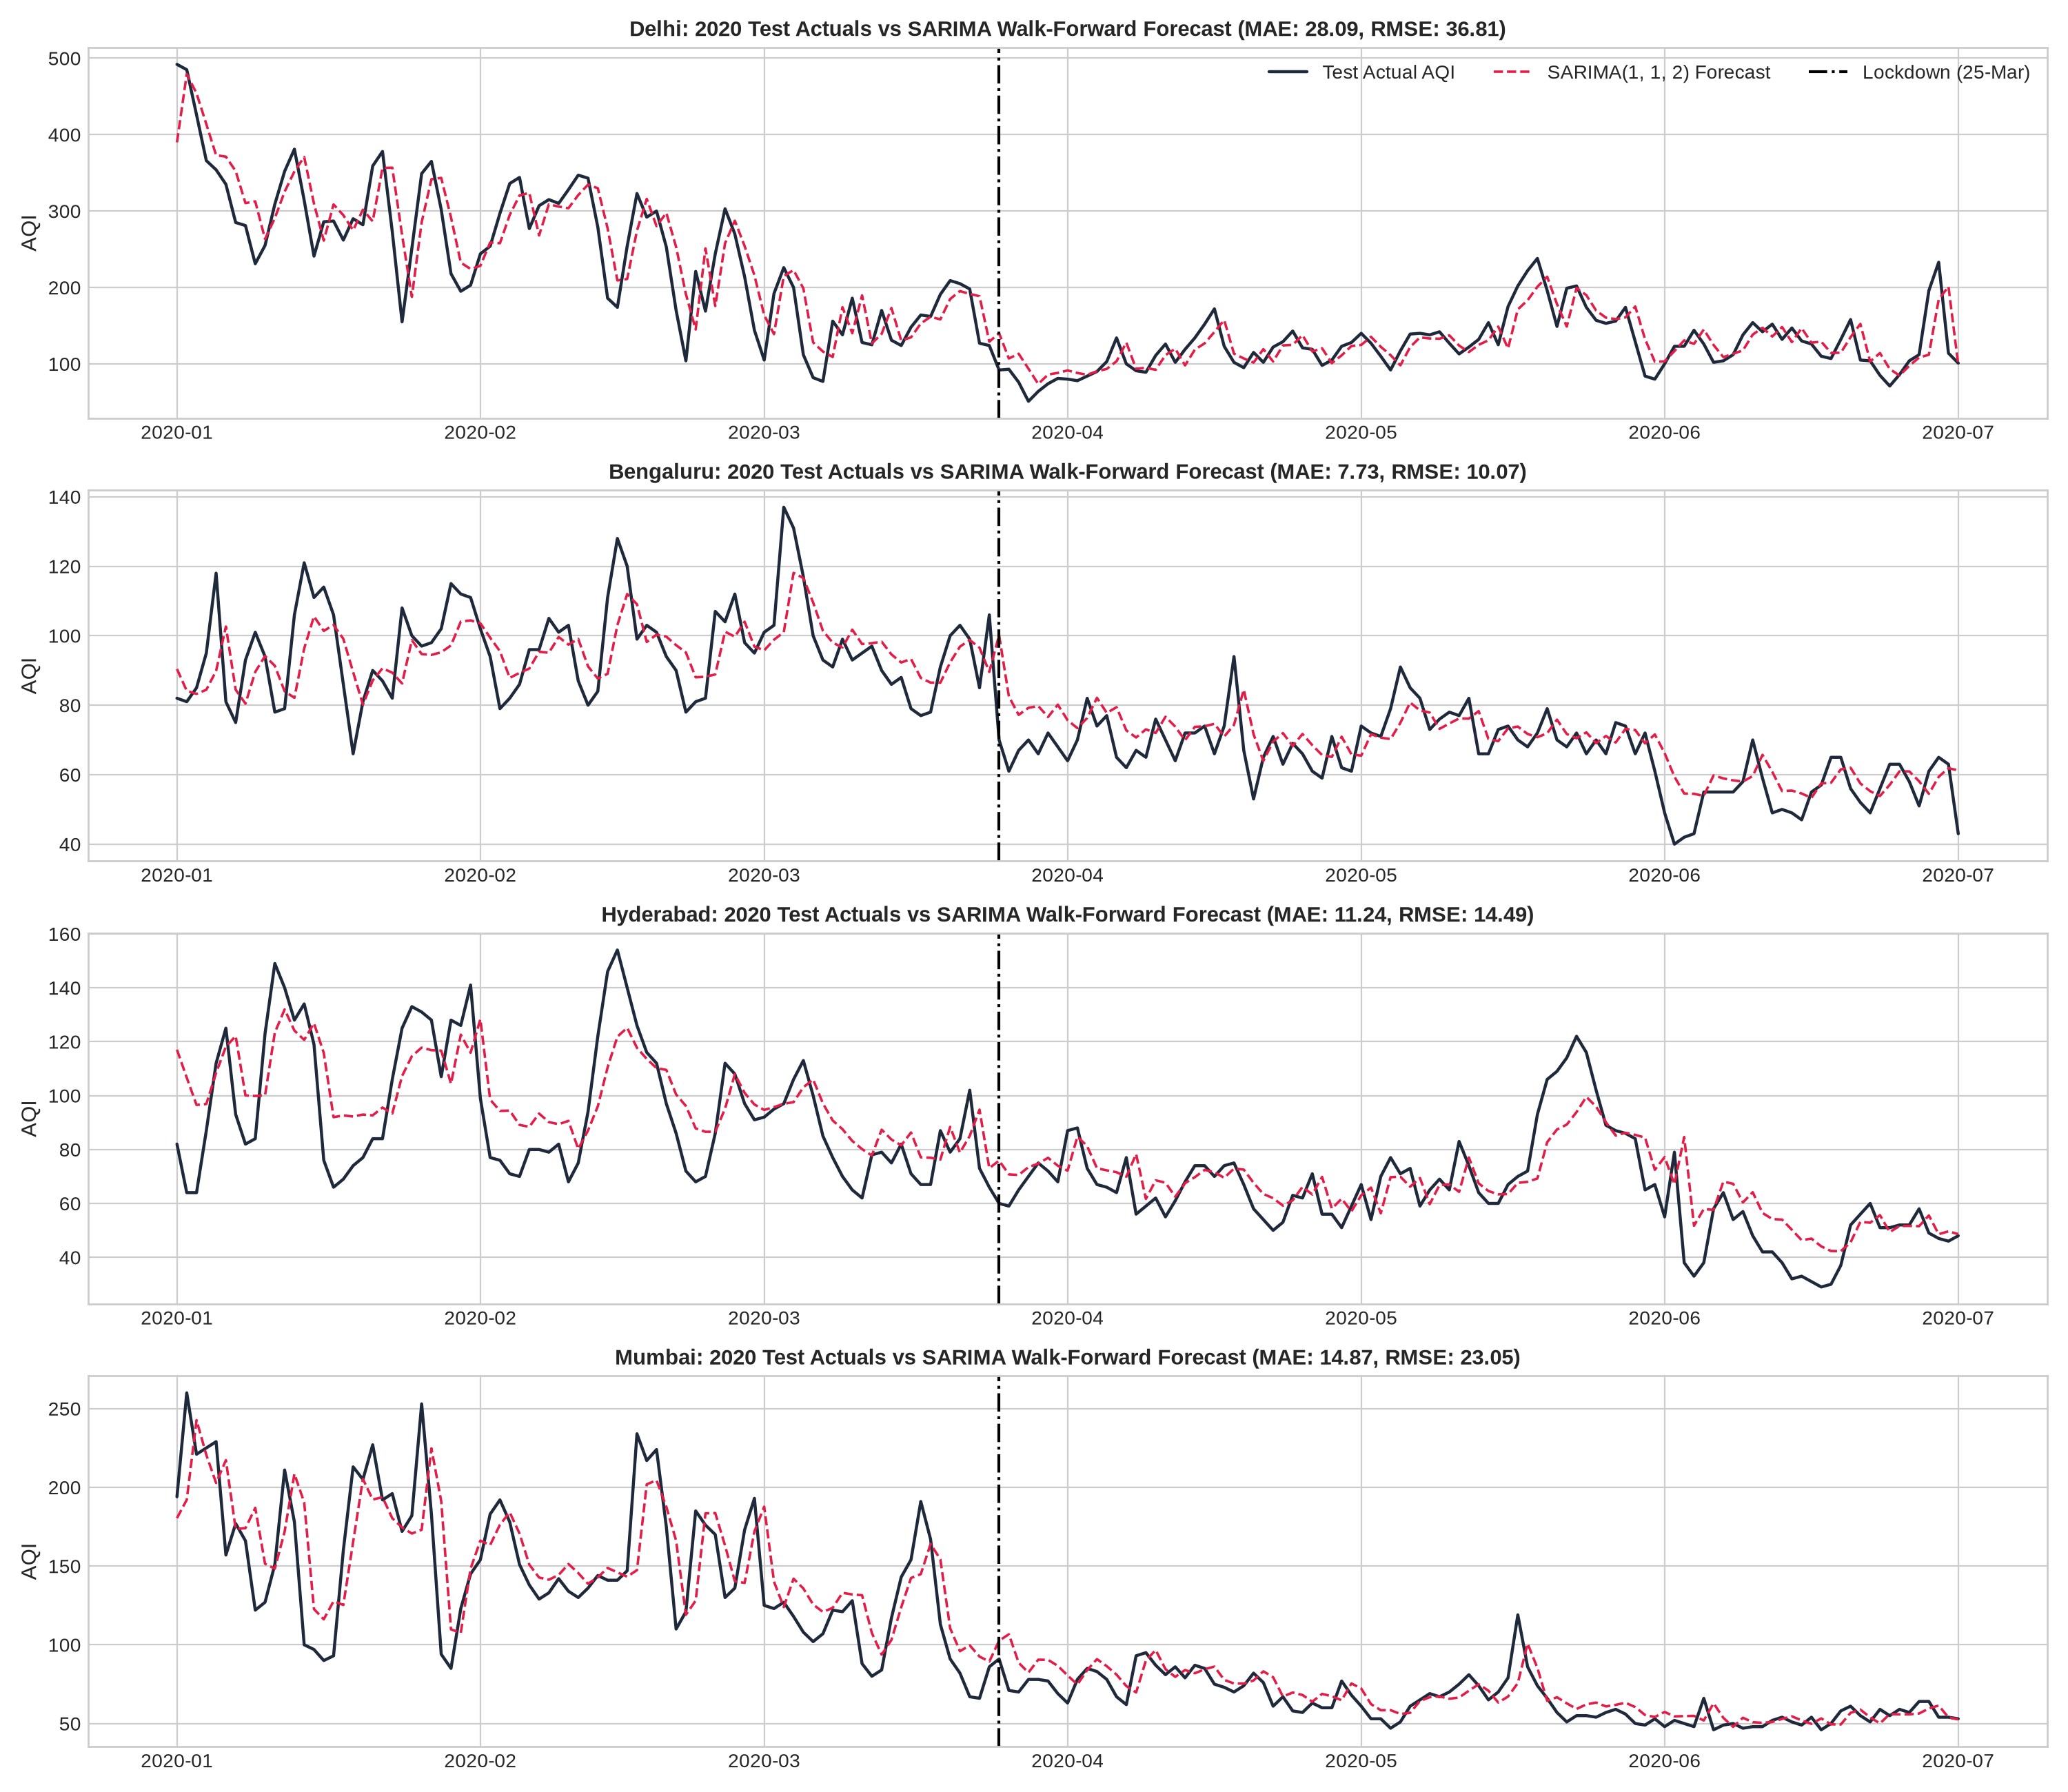 Delhi: 2020 Test Actuals vs SARIMA Walk-Forward Forecast (MAE: 28.09, RMSE: 36.81)
Test Actual AQI SARIMA(1, 1, 2) Forecast Lockdown (25-Mar)
AQI
500
400
300
200
100
2020-01 2020-02 2020-03 2020-04 2020-05 2020-06 2020-07
Bengaluru: 2020 Test Actuals vs SARIMA Walk-Forward Forecast (MAE: 7.73, RMSE: 10.07)
AQI
140
120
100
80
60
40
2020-01 2020-02 2020-03 2020-04 2020-05 2020-06 2020-07
Hyderabad: 2020 Test Actuals vs SARIMA Walk-Forward Forecast (MAE: 11.24, RMSE: 14.49)
AQI
160
140
120
100
80
60
40
2020-01 2020-02 2020-03 2020-04 2020-05 2020-06 2020-07
Mumbai: 2020 Test Actuals vs SARIMA Walk-Forward Forecast (MAE: 14.87, RMSE: 23.05)
AQI
250
200
150
100
50
2020-01 2020-02 2020-03 2020-04 2020-05 2020-06 2020-07